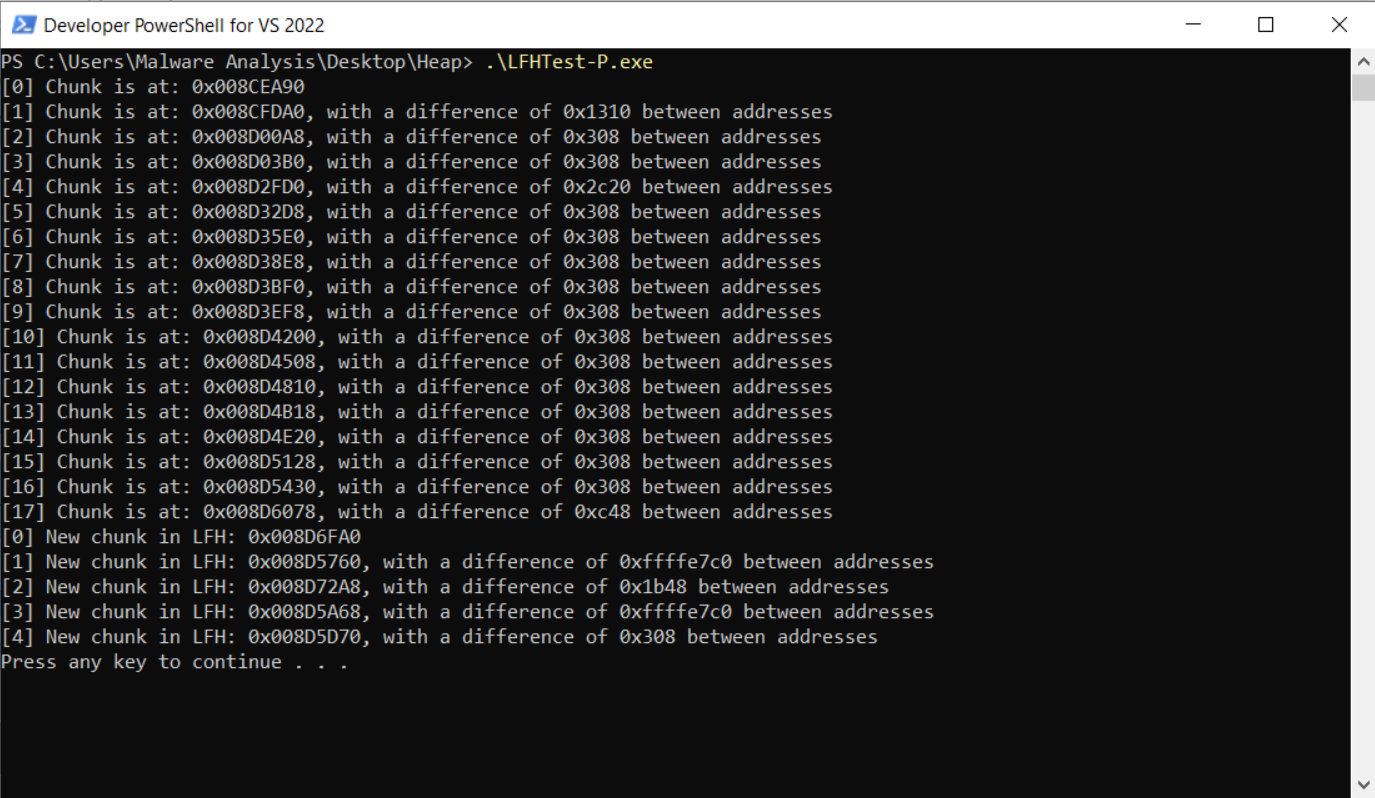 Developer PowerShell for VS 2022
PS C:\Users\Malware Analysis\Desktop\Heap> .\LFHTest-P.exe
[0] Chunk is at: 0x008CEA90
[1] Chunk is at: 0x008CFDA0, with a difference of 0x1310 between addresses
[2] Chunk is at: 0x008D00A8, with a difference of 0x308 between addresses
[3] Chunk is at: 0x008D03B0, with a difference of 0x308 between addresses
[4] Chunk is at: 0x008D2FD0, with a difference of 0x2c20 between addresses
[5] Chunk is at: 0x008D32D8, with a difference of 0x308 between addresses
[6] Chunk is at: 0x008D35E0, with a difference of 0x308 between addresses
[7] Chunk is at: 0x008D38E8, with a difference of 0x308 between addresses
[8] Chunk is at: 0x008D3BF0, with a difference of 0x308 between addresses
[9] Chunk is at: 0x008D3EF8, with a difference of 0x308 between addresses
[10] Chunk is at: 0x008D4200, with a difference of 0x308 between addresses
[11] Chunk is at: 0x008D4508, with a difference of 0x308 between addresses
[12] Chunk is at: 0x008D4810, with a difference of 0x308 between addresses
[13] Chunk is at: 0x008D4B18, with a difference of 0x308 between addresses
[14] Chunk is at: 0x008D4E20, with a difference of 0x308 between addresses
[15] Chunk is at: 0x008D5128, with a difference of 0x308 between addresses
[16] Chunk is at: 0x008D5430, with a difference of 0x308 between addresses
[17] Chunk is at: 0x008D6078, with a difference of 0xc48 between addresses
[0] New chunk in LFH: 0x008D6FA0
[1] New chunk in LFH: 0x008D5760, with a difference of 0xffffe7c0 between addresses
[2] New chunk in LFH: 0x008D72A8, with a difference of 0x1b48 between addresses
[3] New chunk in LFH: 0x008D5A68, with a difference of 0xffffe7c0 between addresses
[4] New chunk in LFH: 0x008D5D70, with a difference of 0x308 between addresses
Press any key to continue . . .